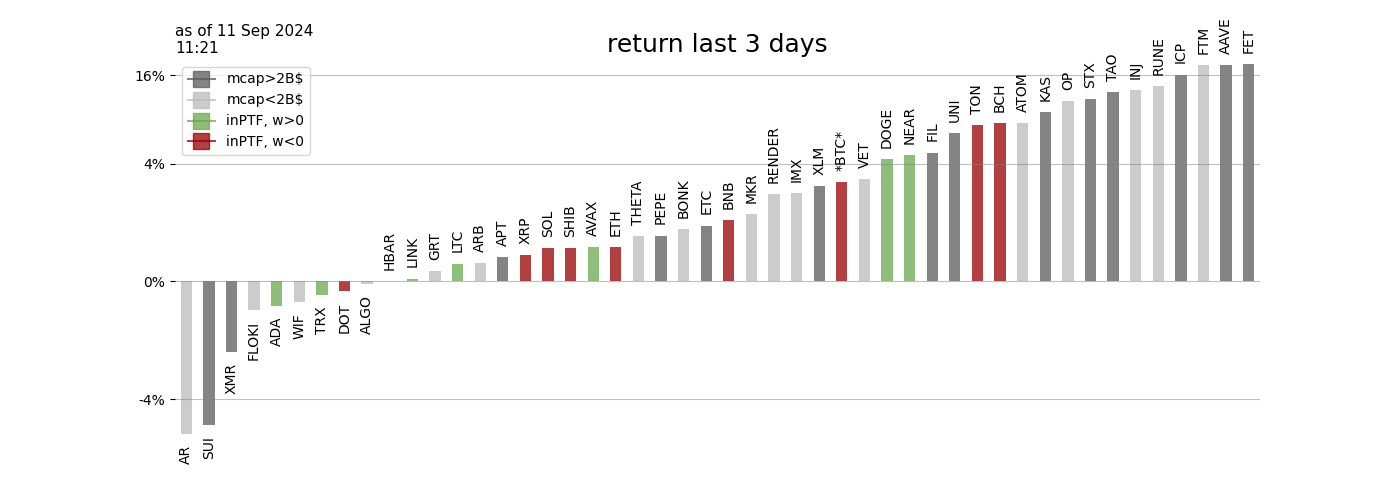 as of 11 Sep 2024
11:21
return last 3 days
mcap>2B$
mcap<2B$
inPTF, w>0
inPTF, w<0
16%
4%
0%
-4%
AR
SUI
XMR
FLOKI
ADA
WIF
TRX
DOT
ALGO
HBAR
LINK
GRT
LTC
ARB
APT
XRP
SOL
SHIB
AVAX
ETH
THETA
PEPE
BONK
ETC
BNB
MKR
RENDER
IMX
XLM
*BTC*
VET
DOGE
NEAR
FIL
UNI
TON
BCH
ATOM
KAS
OP
STX
TAO
INJ
RUNE
ICP
FTM
AAVE
FET